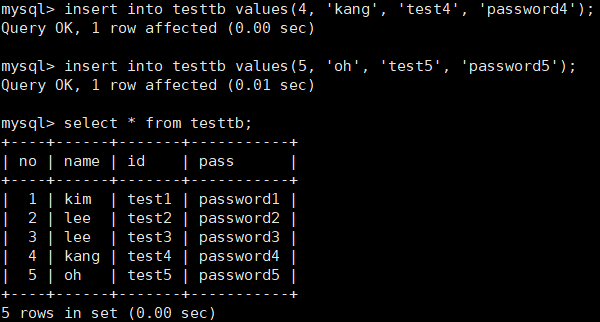 mysql> insert into testtb values(4, 'kang', 'test4', 'password4');
Query OK, 1 row affected (0.00 sec)

mysql> insert into testtb values(5, 'oh', 'test5', 'password5');
Query OK, 1 row affected (0.01 sec)

mysql> select * from testtb;
+----+------+-------+-----------+
| no | name | id    | pass      |
+----+------+-------+-----------+
|  1 | kim  | test1 | password1 |
|  2 | lee  | test2 | password2 |
|  3 | lee  | test3 | password3 |
|  4 | kang | test4 | password4 |
|  5 | oh   | test5 | password5 |
+----+------+-------+-----------+
5 rows in set (0.00 sec)